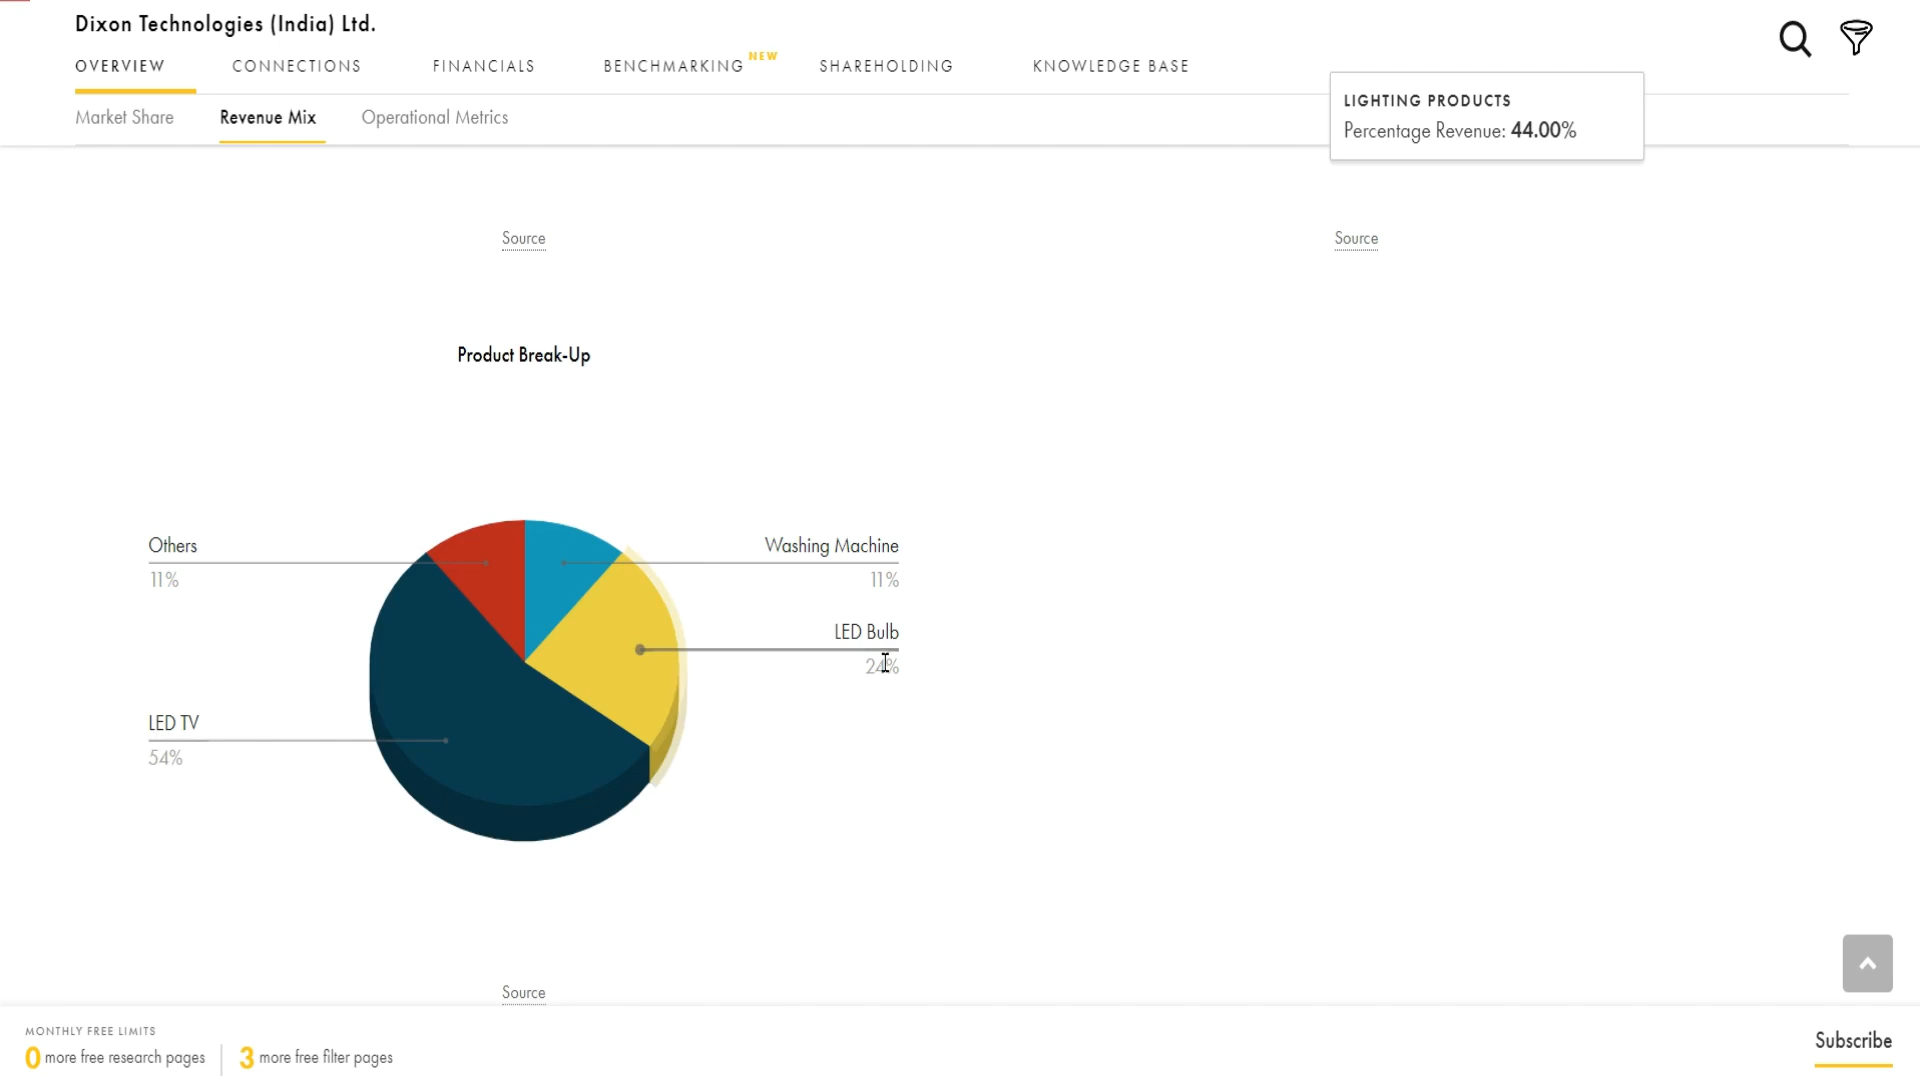 Dixon Technologies (India) Ltd.
OVERVIEW CONNECTIONS FINANCIALS BENCHMARKING NEW SHAREHOLDING KNOWLEDGE BASE
Market Share Revenue Mix Operational Metrics
LIGHTING PRODUCTS
Percentage Revenue: 44.00%
Source Source
Product Break-Up
Others
11%
Washing Machine
11%
LED Bulb
24%
LED TV
54%
Source
MONTHLY FREE LIMITS
0 more free research pages 3 more free filter pages
Subscribe